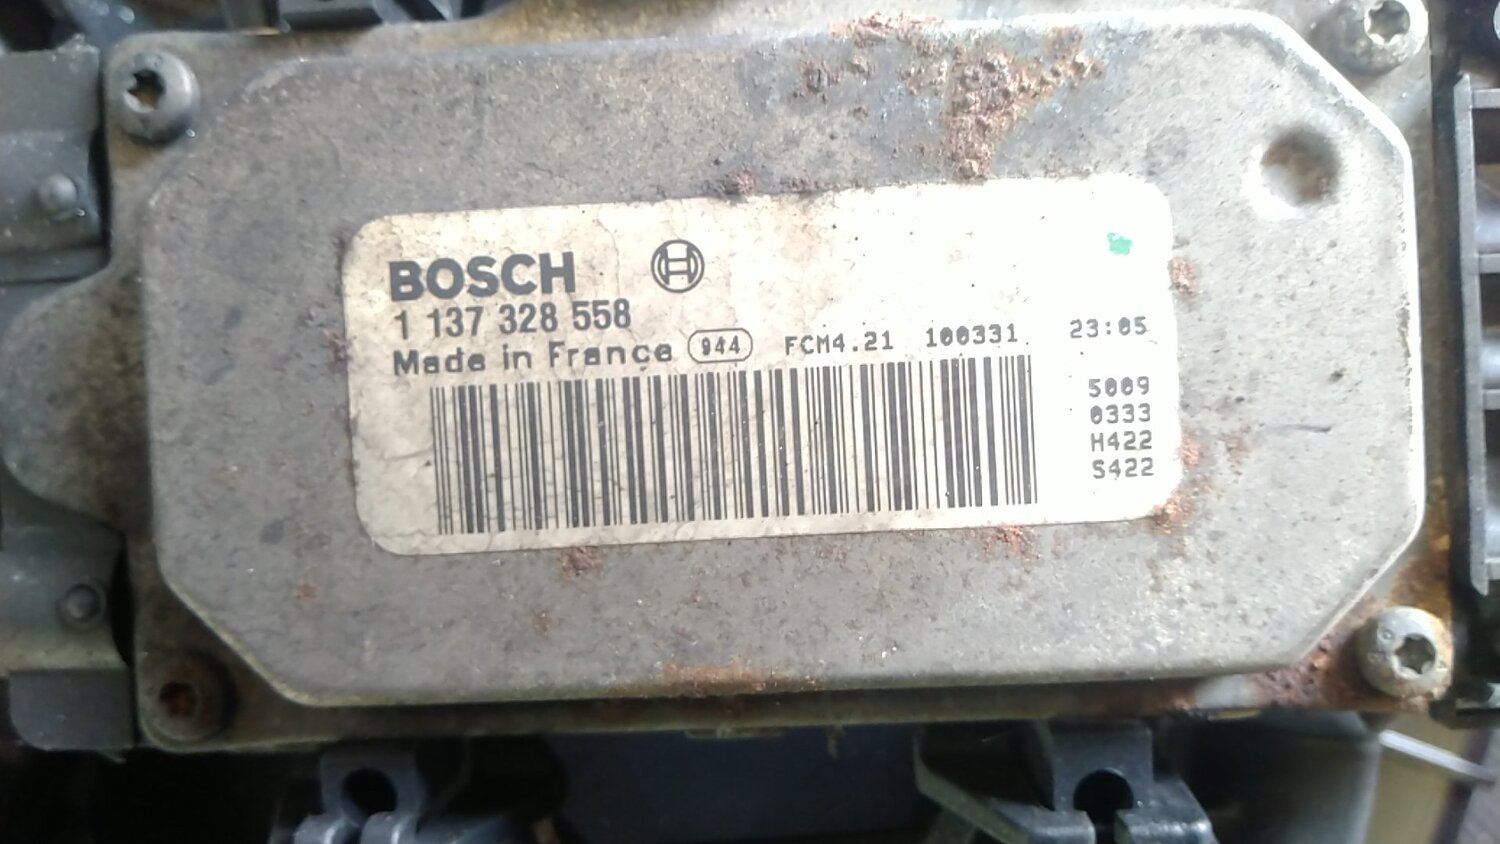 BOSCH
1 137 328 558
Made in France 944 FCM4.21 100331 23:05
5009
0333
H422
S422